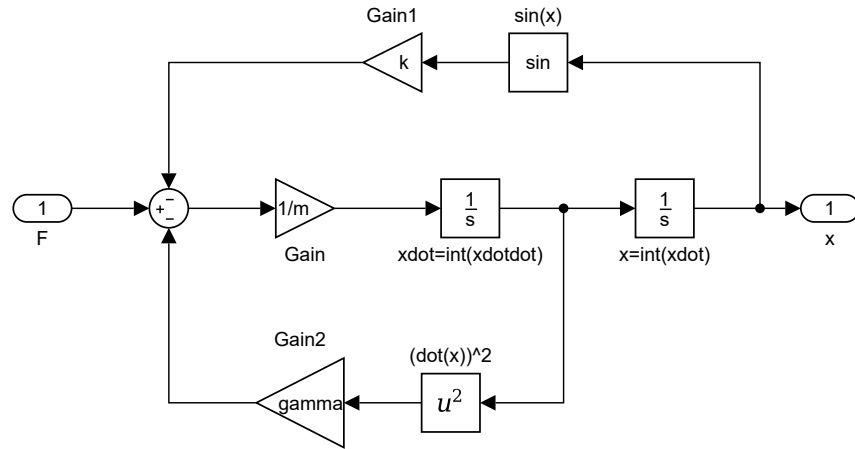 Gain1
sin(x)
k
sin
1
F
+
−
−
1/m
Gain
1
s
xdot=int(xdotdot)
1
s
x=int(xdot)
1
x
Gain2
(dot(x))^2
gamma
u²